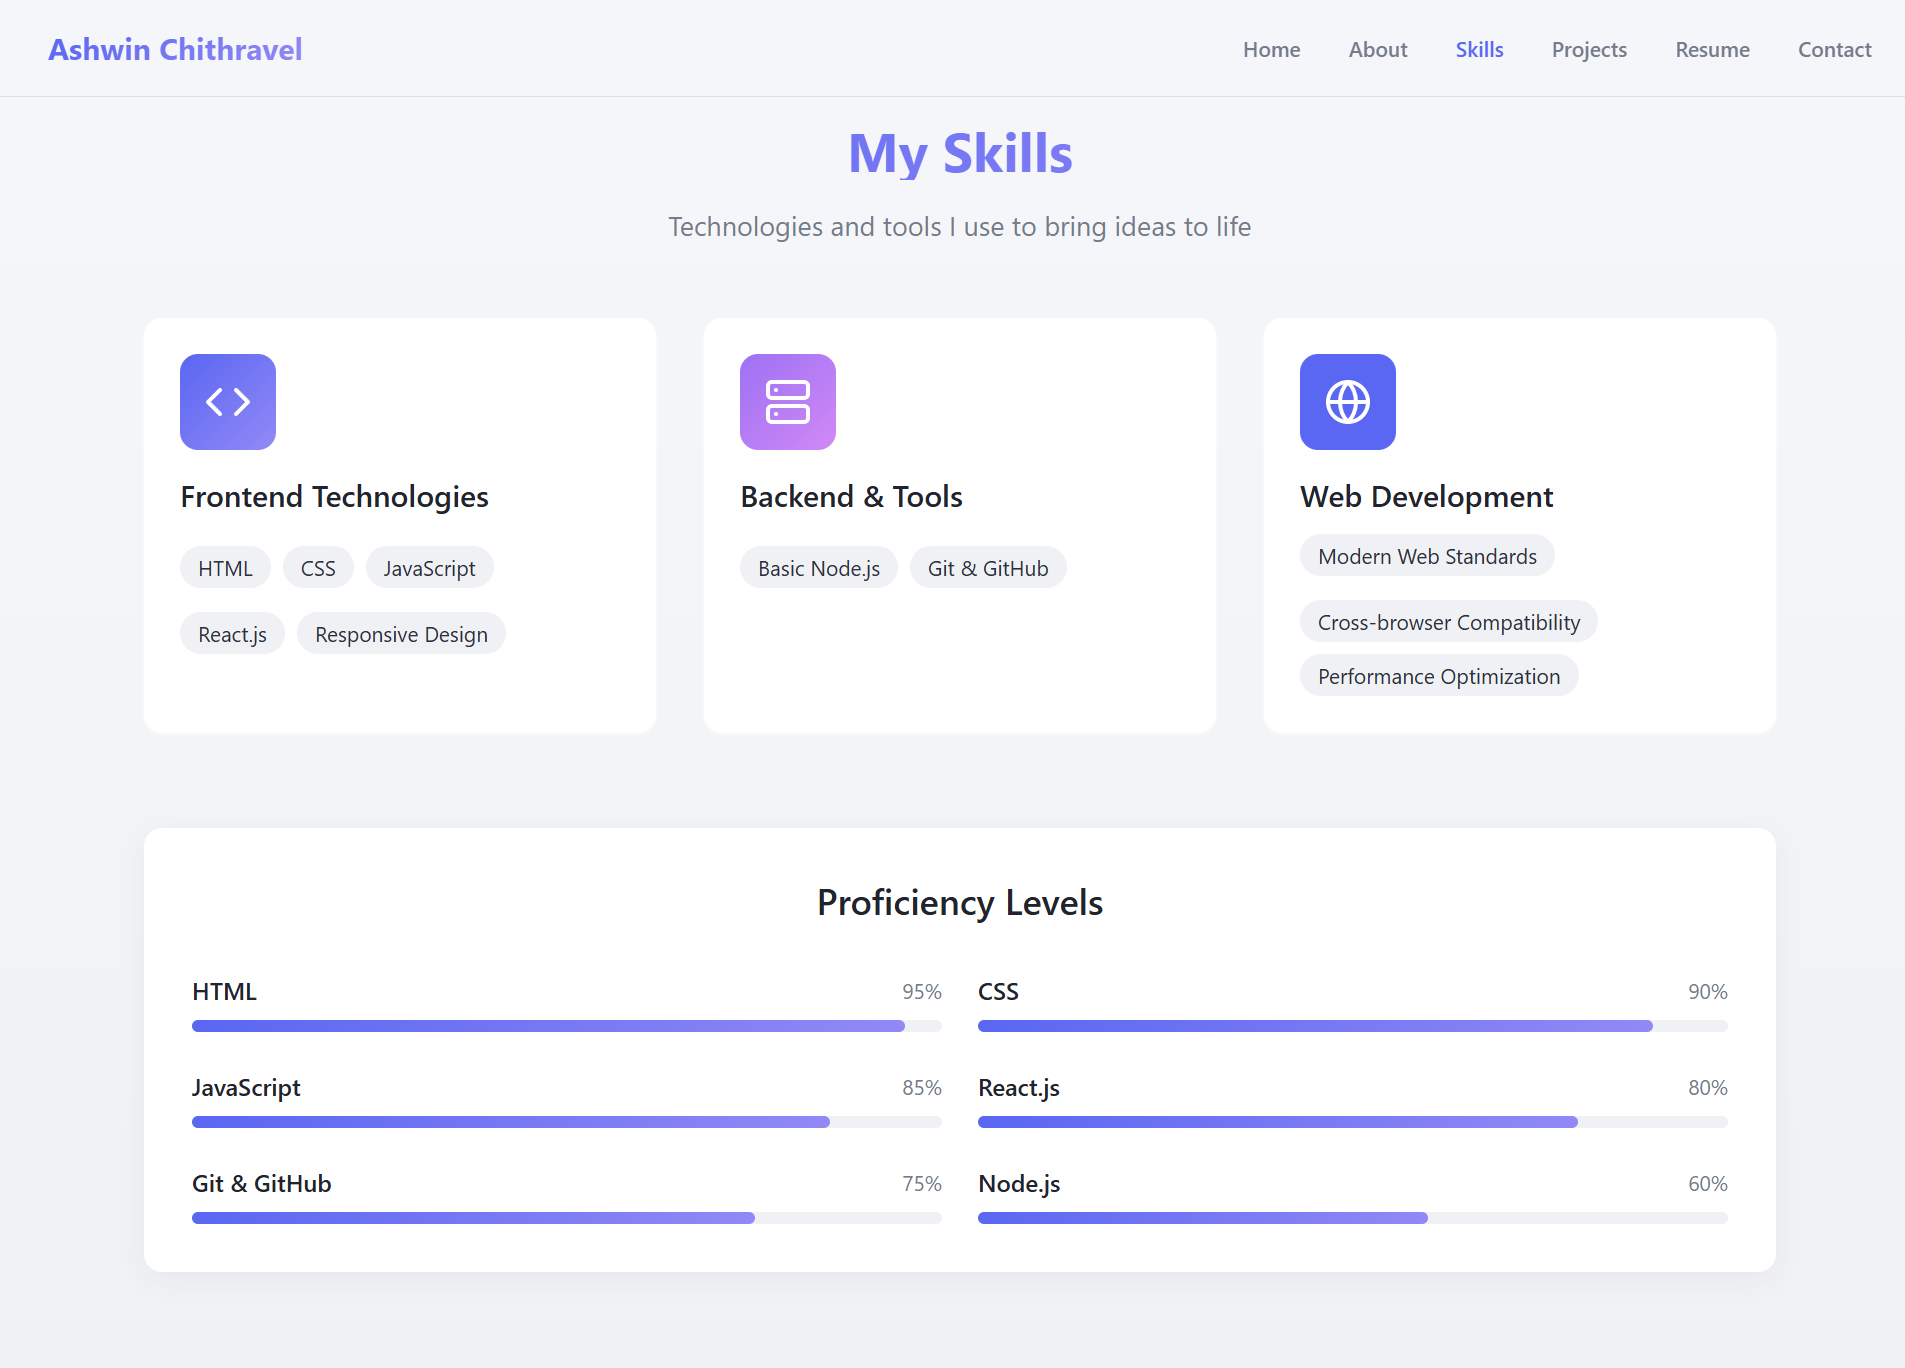 Ashwin Chithravel
Home About Skills Projects Resume Contact
My Skills
Technologies and tools I use to bring ideas to life
Frontend Technologies
HTML CSS JavaScript
React.js Responsive Design
Backend & Tools
Basic Node.js Git & GitHub
Web Development
Modern Web Standards
Cross-browser Compatibility
Performance Optimization
Proficiency Levels
HTML 95%
CSS 90%
JavaScript 85%
React.js 80%
Git & GitHub 75%
Node.js 60%